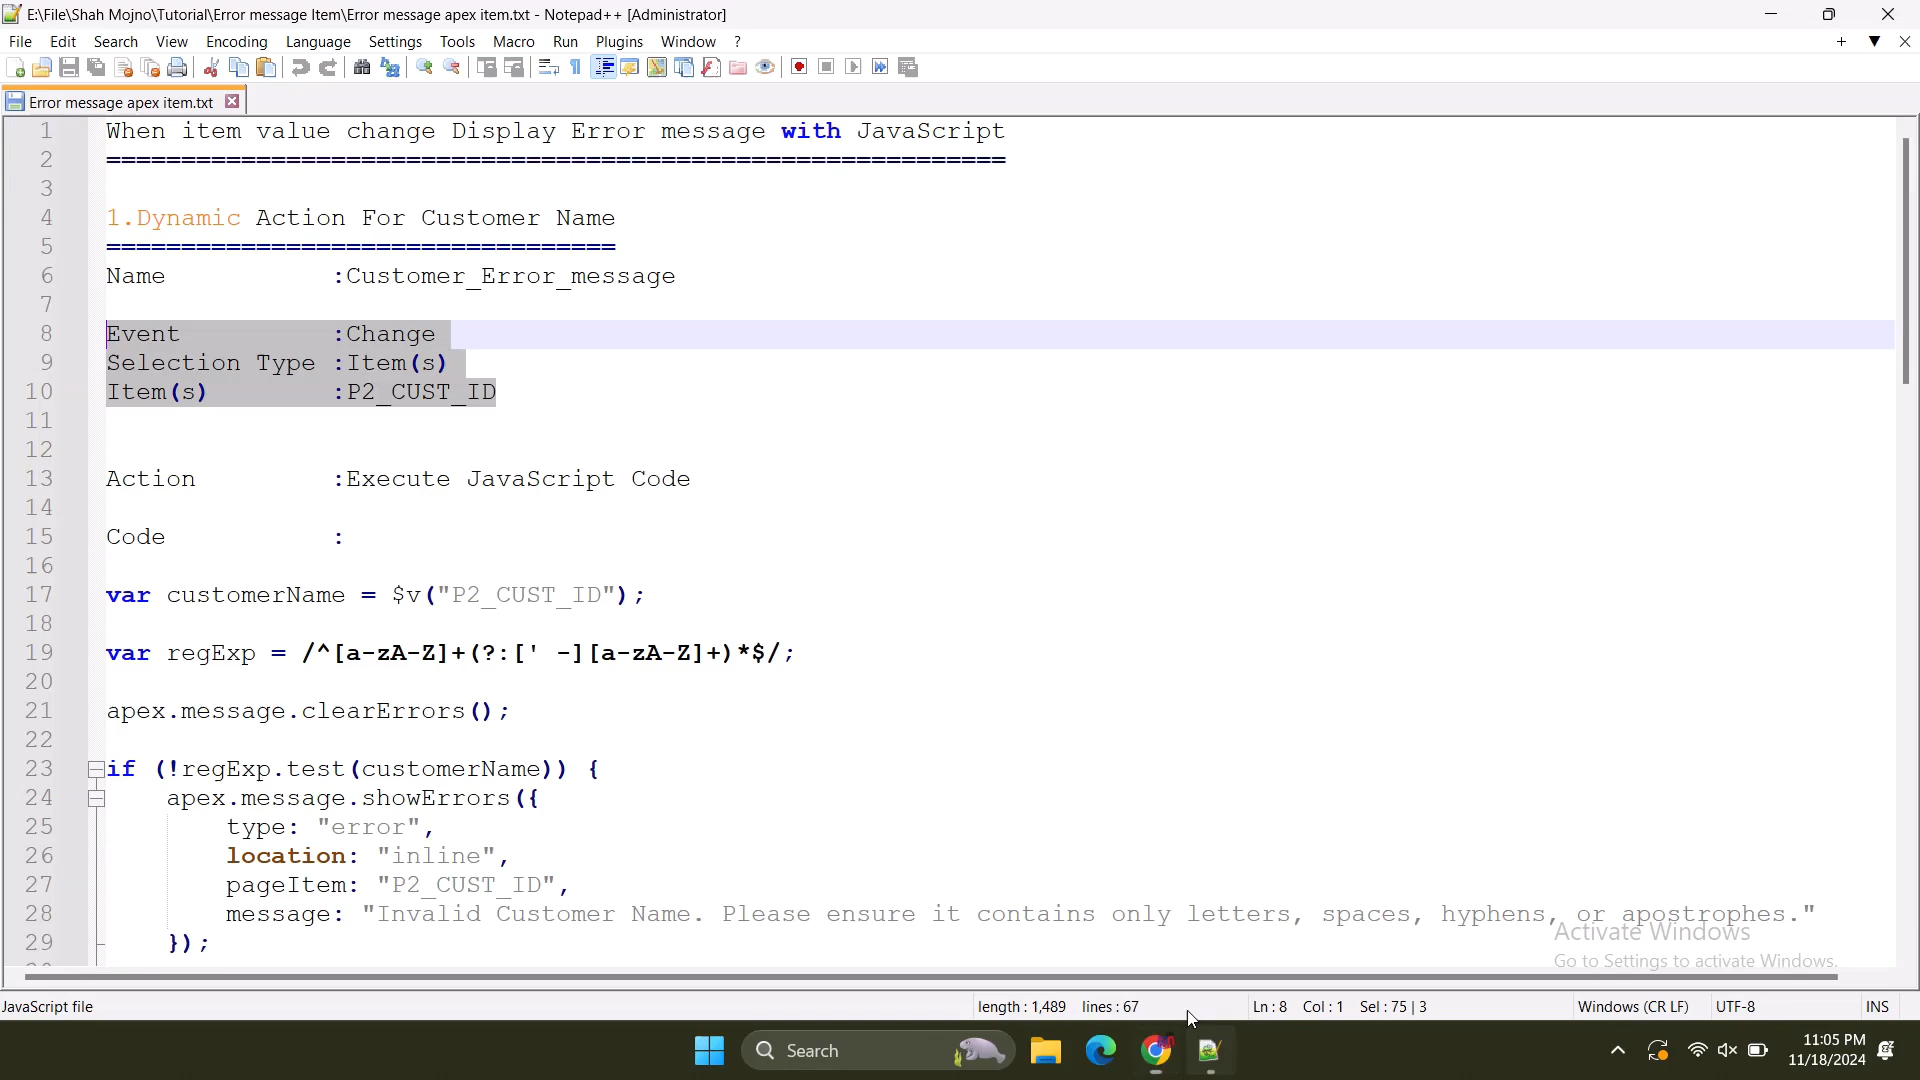 E:\File\Shah Mojno\Tutorial\Error message Item\Error message apex item.txt - Notepad++ [Administrator]
File Edit Search View Encoding Language Settings Tools Macro Run Plugins Window ?
Error message apex item.txt
1 When item value change Display Error message with JavaScript
2 ============================================================
3
4 1.Dynamic Action For Customer Name
5 ==================================
6 Name           :Customer_Error_message
7
8 Event          :Change
9 Selection Type :Item(s)
10 Item(s)        :P2_CUST_ID
11
12
13 Action         :Execute JavaScript Code
14
15 Code           :
16
17 var customerName = $v("P2_CUST_ID");
18
19 var regExp = /^[a-zA-Z]+(?:[' -][a-zA-Z]+)*$/;
20
21 apex.message.clearErrors();
22
23 if (!regExp.test(customerName)) {
24     apex.message.showErrors({
25         type: "error",
26         location: "inline",
27         pageItem: "P2_CUST_ID",
28         message: "Invalid Customer Name. Please ensure it contains only letters, spaces, hyphens, or apostrophes."
29     });
Activate Windows
Go to Settings to activate Windows.
JavaScript file length : 1,489 lines : 67 Ln : 8 Col : 1 Sel : 75 | 3 Windows (CR LF) UTF-8 INS
Search
11:05 PM
11/18/2024